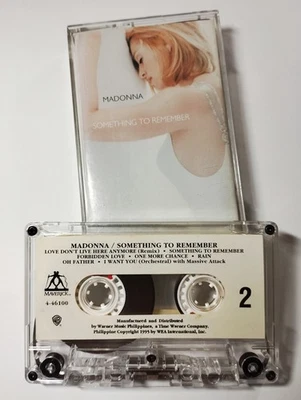 MADONNA
SOMETHING TO REMEMBER
MADONNA / SOMETHING TO REMEMBER
LOVE DON'T LIVE HERE ANYMORE (Remix) • SOMETHING TO REMEMBER
FORBIDDEN LOVE • ONE MORE CHANCE • RAIN
OH FATHER • I WANT YOU (Orchestral) with Massive Attack
MAVERICK
4-46100
2
Manufactured and Distributed
by Warner Music Philippines, a Time Warner Company.
Philippine Copyright 1995 by WEA International, Inc.